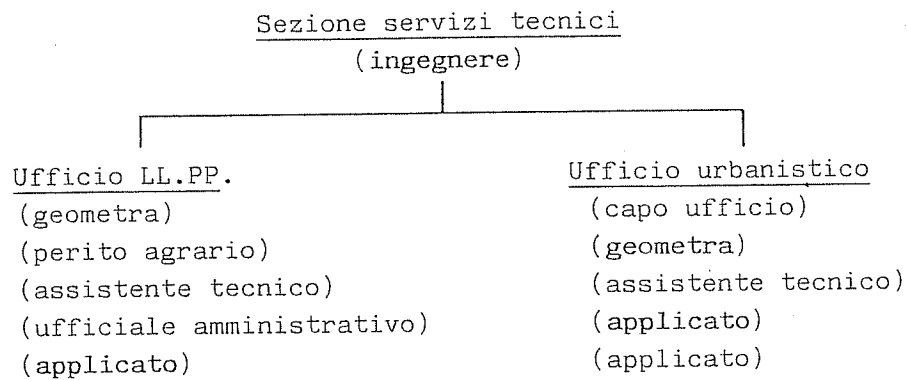 Sezione servizi tecnici
(ingegnere)
Ufficio LL.PP.
(geometra)
(perito agrario)
(assistente tecnico)
(ufficiale amministrativo)
(applicato)
Ufficio urbanistico
(capo ufficio)
(geometra)
(assistente tecnico)
(applicato)
(applicato)